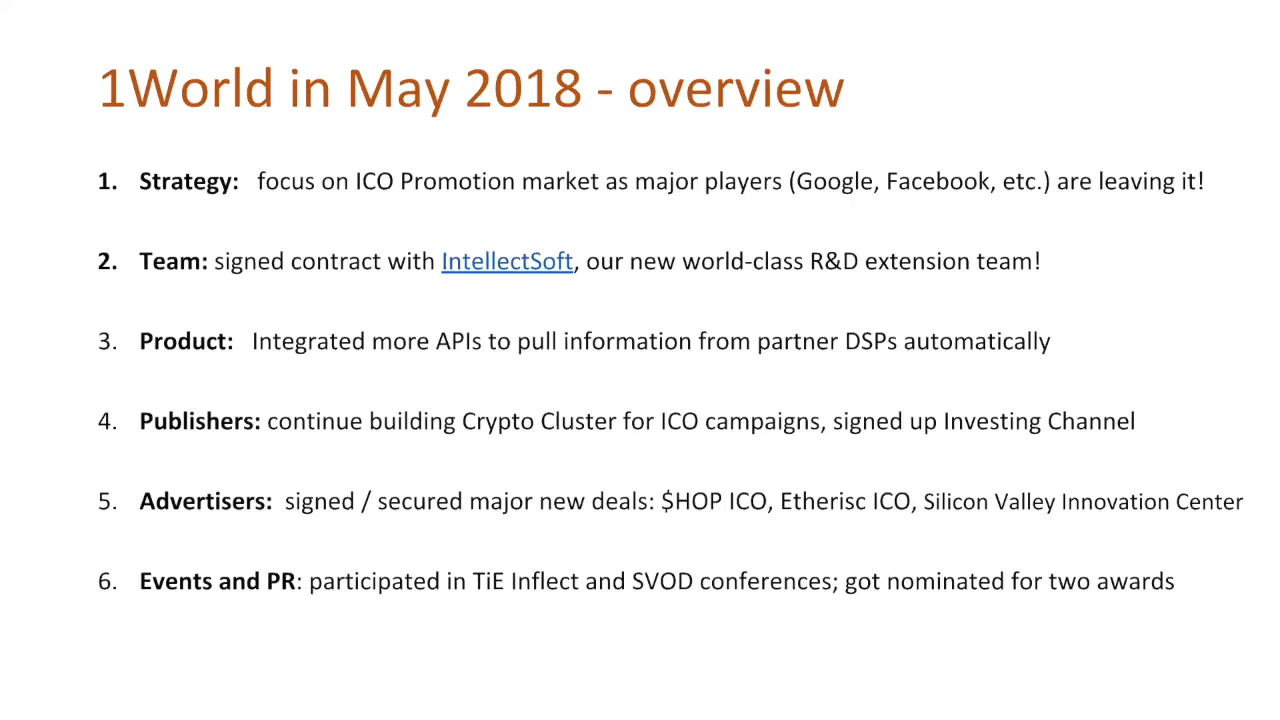 1World in May 2018 - overview
1. Strategy: focus on ICO Promotion market as major players (Google, Facebook, etc.) are leaving it!
2. Team: signed contract with IntellectSoft, our new world-class R&D extension team!
3. Product: Integrated more APIs to pull information from partner DSPs automatically
4. Publishers: continue building Crypto Cluster for ICO campaigns, signed up Investing Channel
5. Advertisers: signed / secured major new deals: $HOP ICO, Etherisc ICO, Silicon Valley Innovation Center
6. Events and PR: participated in TiE Inflect and SVOD conferences; got nominated for two awards